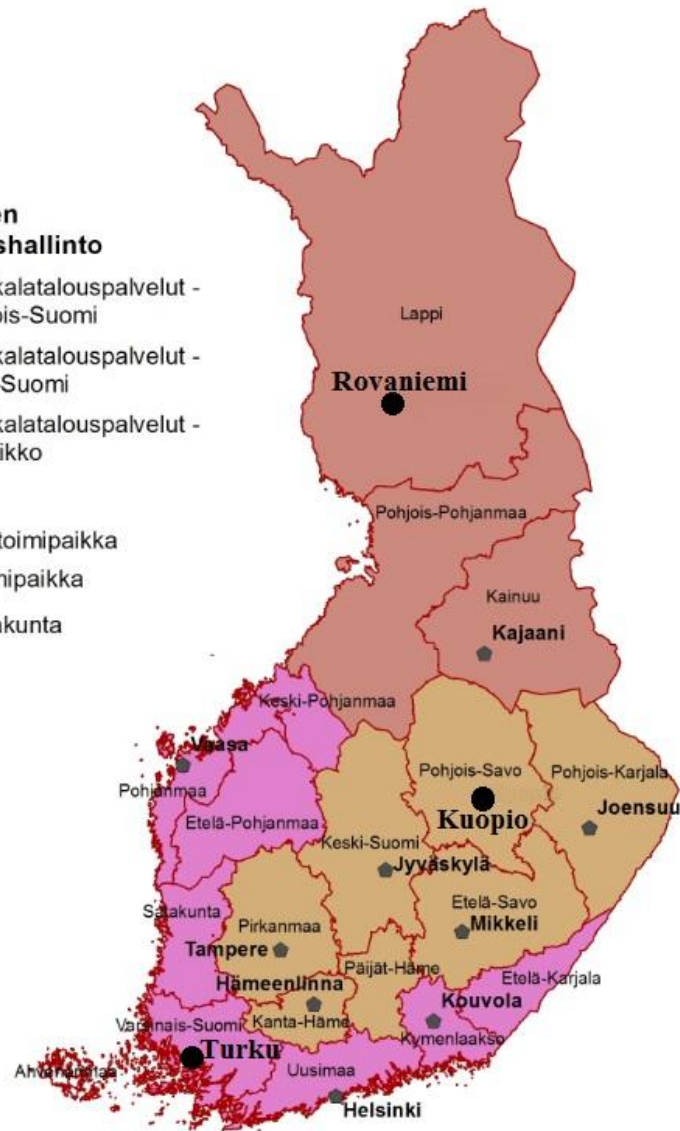 en
shallinto
kalatalouspalvelut -
is-Suomi
kalatalouspalvelut -
-Suomi
kalatalouspalvelut -
ikko
toimipaikka
nipaikka
kunta
Lappi
Rovaniemi
Pohjois-Pohjanmaa
Kainuu
Kajaani
Keski-Pohjanmaa
Vaasa
Pohjanmaa
Pohjois-Savo
Pohjois-Karjala
Kuopio
Joensuu
Etelä-Pohjanmaa
Keski-Suomi
Jyväskylä
Etelä-Savo
Mikkeli
Satakunta
Pirkanmaa
Tampere
Päijät-Häme
Etelä-Karjala
Hämeenlinna
Kouvola
Kanta-Häme
Kymenlaakso
Varsinais-Suomi
Turku
Ahvenanmaa
Uusimaa
Helsinki